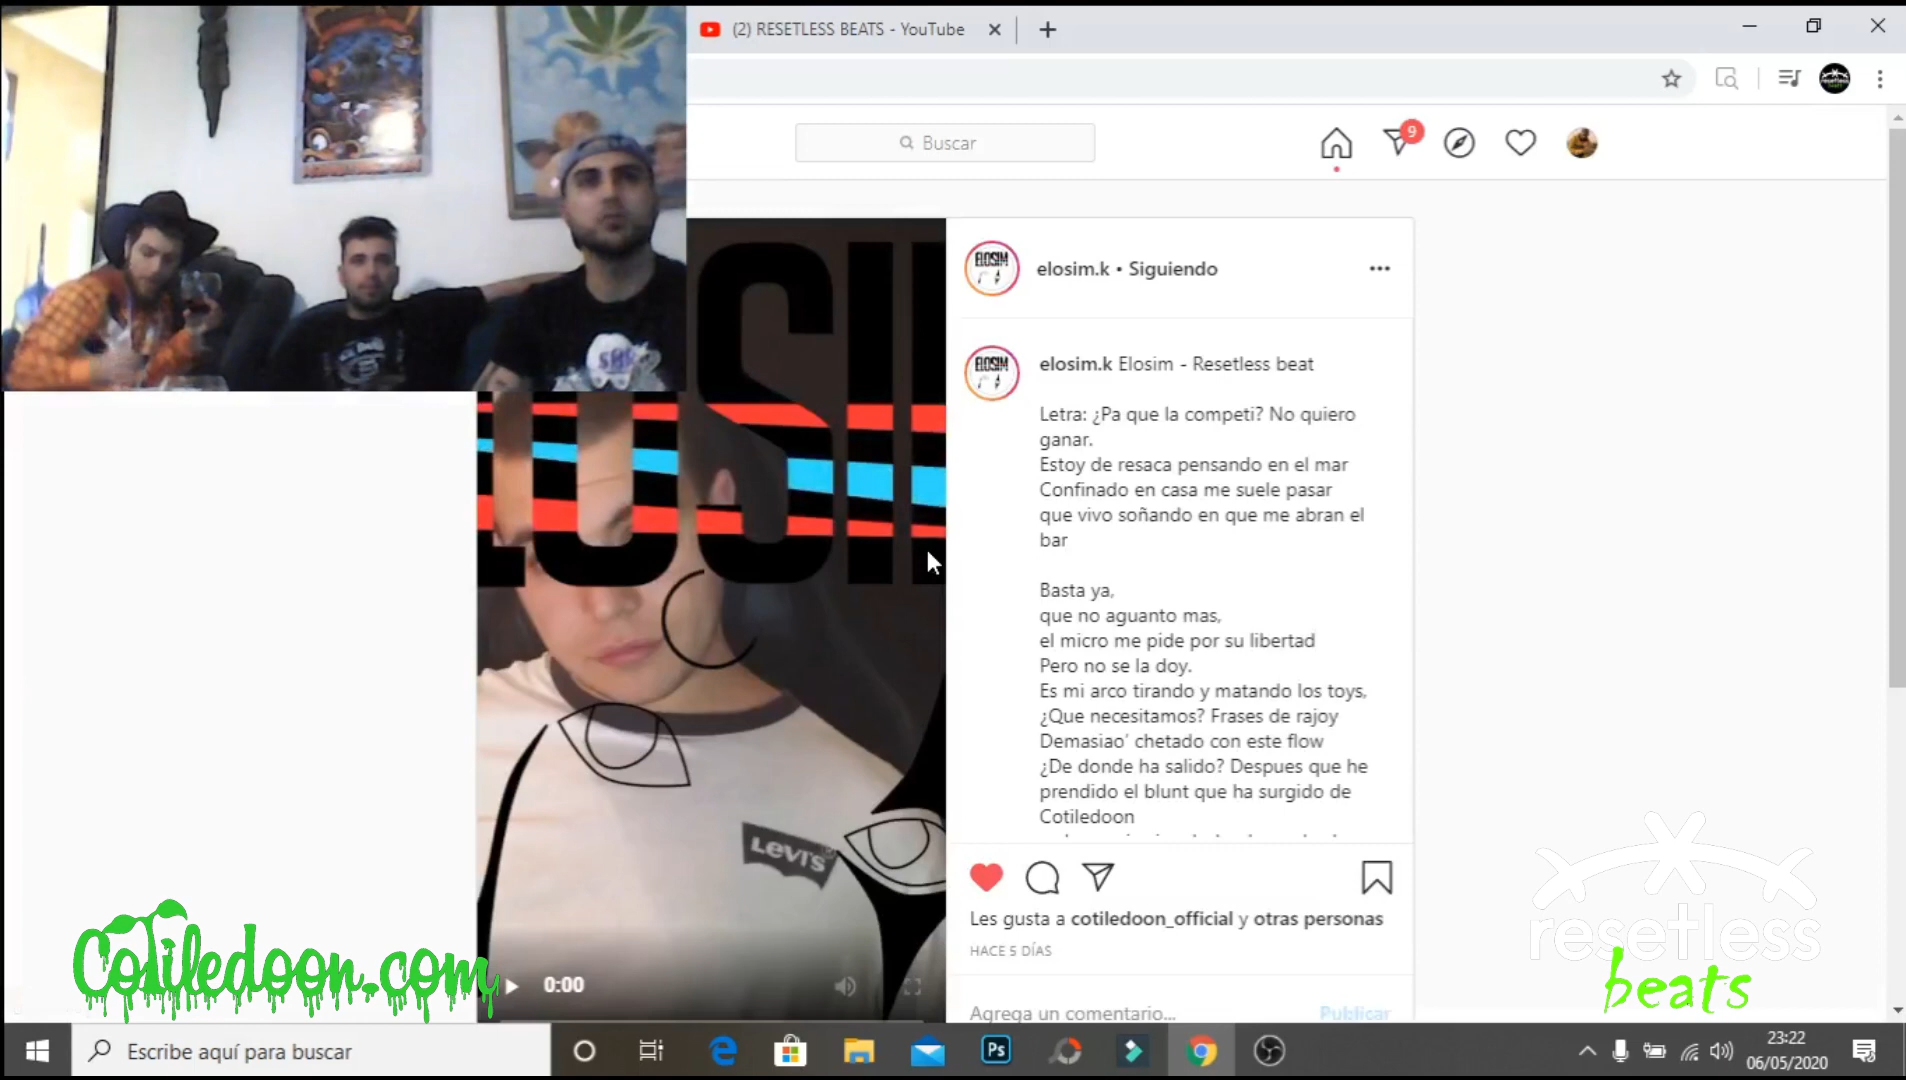 (2) RESETLESS BEATS - YouTube
Buscar
9
ELOSIM
elosim.k • Siguiendo
ELOSIM
elosim.k Elosim - Resetless beat
Letra: ¿Pa que la competi? No quiero
ganar.
Estoy de resaca pensando en el mar
Confinado en casa me suele pasar
que vivo soñando en que me abran el
bar
Basta ya,
que no aguanto mas,
el micro me pide por su libertad
Pero no se la doy.
Es mi arco tirando y matando los toys,
¿Que necesitamos? Frases de rajoy
Demasiao’ chetado con este flow
¿De donde ha salido? Despues que he
prendido el blunt que ha surgido de
Cotiledoon
LEVI'S
0:00
Les gusta a cotiledoon_official y otras personas
HACE 5 DÍAS
Agrega un comentario...
Publicar
Cotiledoon.com
resetless
beats
Escribe aquí para buscar
Ps
23:22
06/05/2020